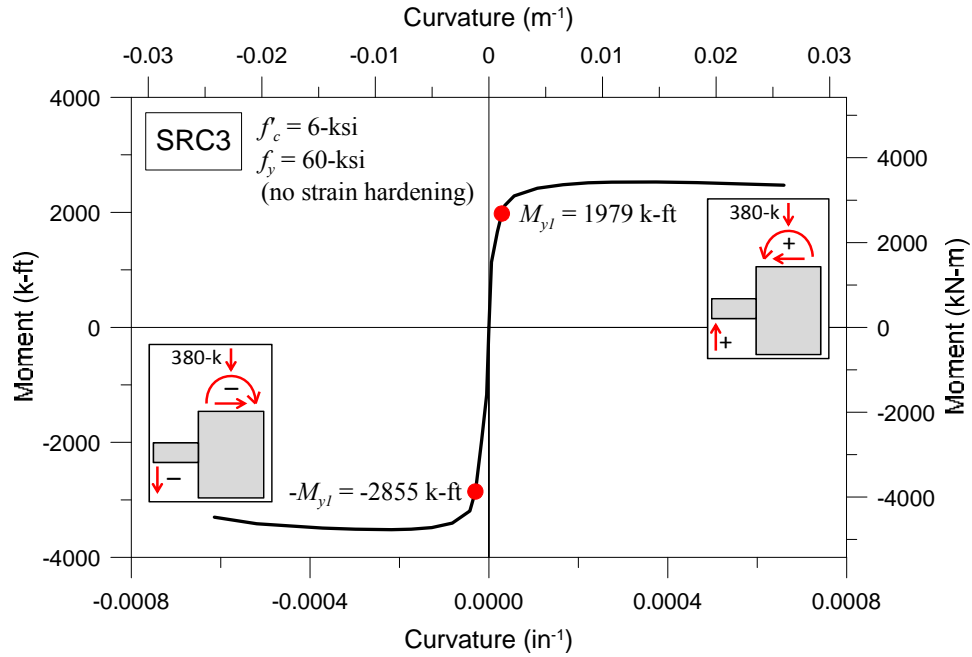 Curvature (m⁻¹)
-0.03 -0.02 -0.01 0 0.01 0.02 0.03
4000
2000
0
-2000
-4000
Moment (k-ft)
SRC3
f'c = 6-ksi
fy = 60-ksi
(no strain hardening)
My1 = 1979 k-ft
380-k
+
+
380-k
–
–
-My1 = -2855 k-ft
4000
2000
0
-2000
-4000
Moment (kN-m)
-0.0008 -0.0004 0.0000 0.0004 0.0008
Curvature (in⁻¹)